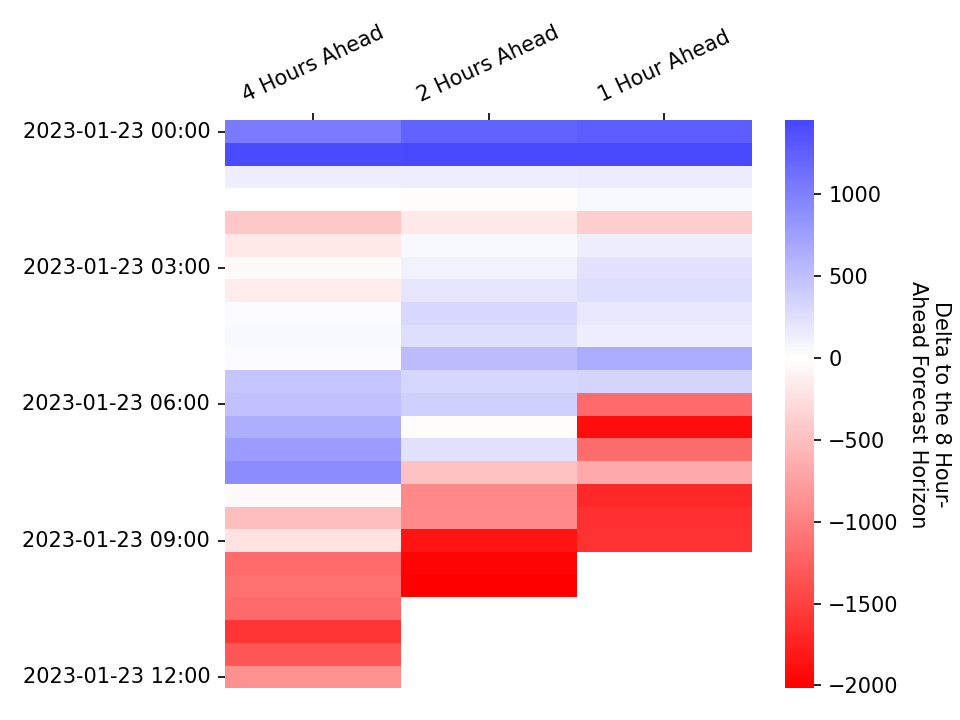 4 Hours Ahead
2 Hours Ahead
1 Hour Ahead
2023-01-23 00:00
2023-01-23 03:00
2023-01-23 06:00
2023-01-23 09:00
2023-01-23 12:00
1000
500
0
−500
−1000
−1500
−2000
Delta to the 8 Hour-
Ahead Forecast Horizon